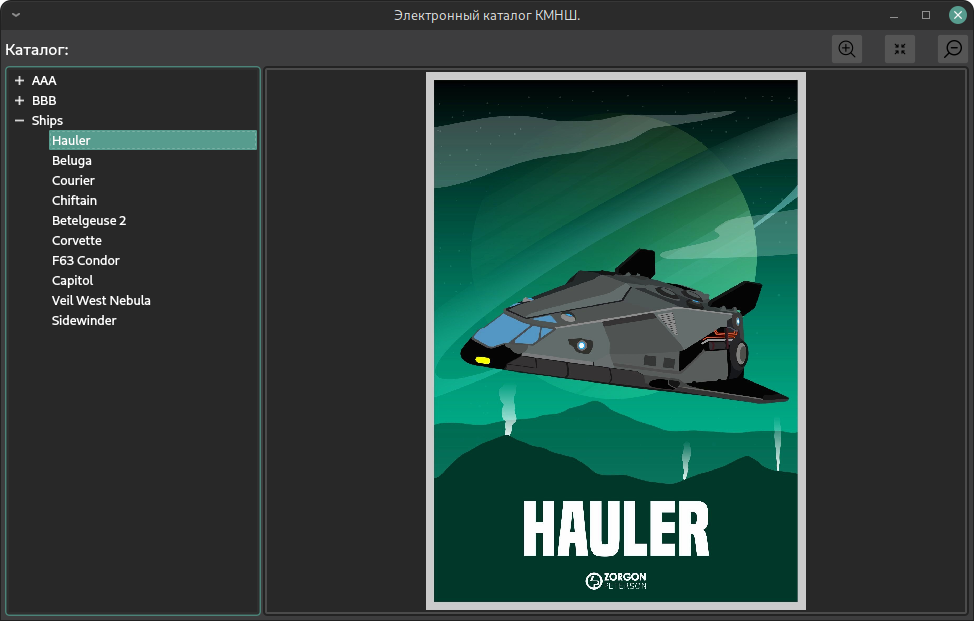 Электронный каталог КМНШ.
Каталог:
AAA
BBB
Ships
Hauler
Beluga
Courier
Chiftain
Betelgeuse 2
Corvette
F63 Condor
Capitol
Veil West Nebula
Sidewinder
HAULER
ZORGON
PETERSON